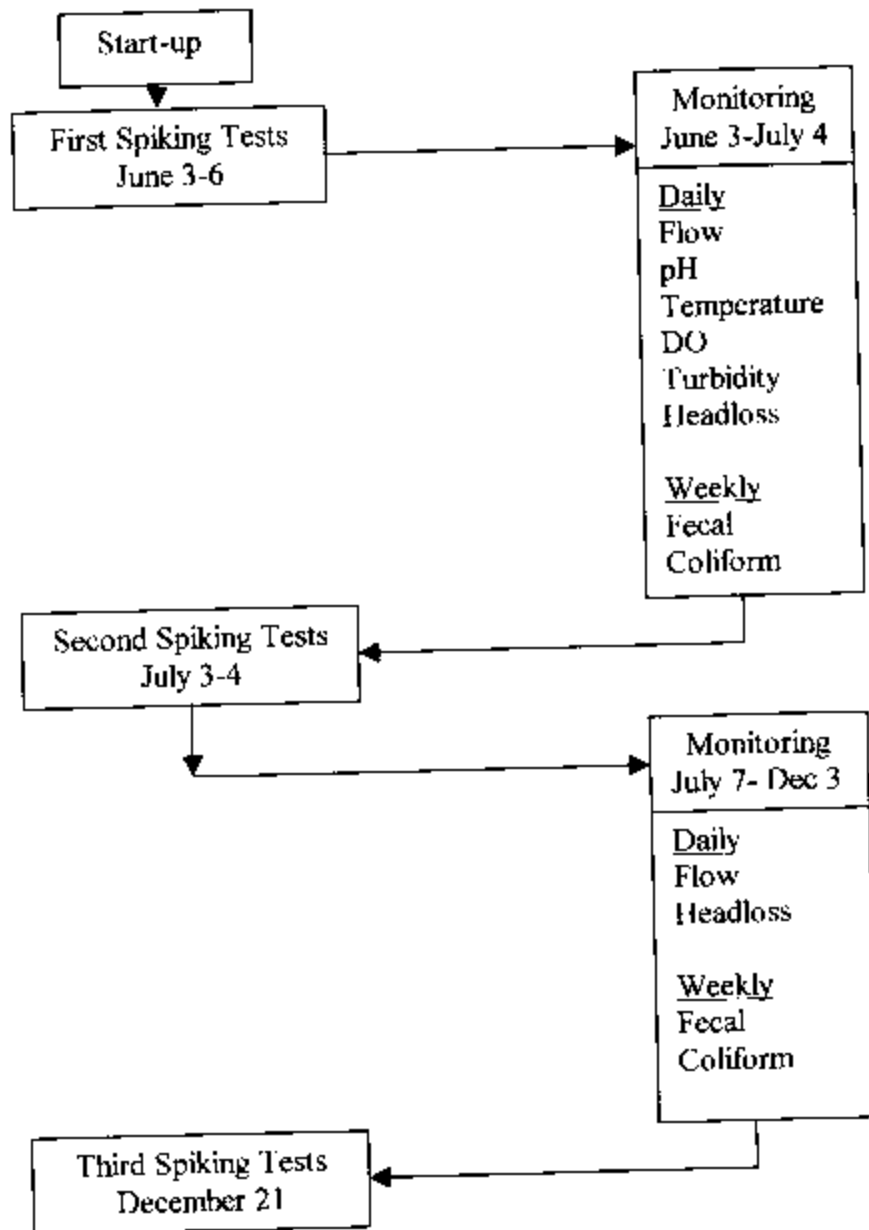 Start-up
First Spiking Tests
June 3-6
Monitoring
June 3-July 4
Daily
Flow
pH
Temperature
DO
Turbidity
Headloss
Weekly
Fecal
Coliform
Second Spiking Tests
July 3-4
Monitoring
July 7- Dec 3
Daily
Flow
Headloss
Weekly
Fecal
Coliform
Third Spiking Tests
December 21